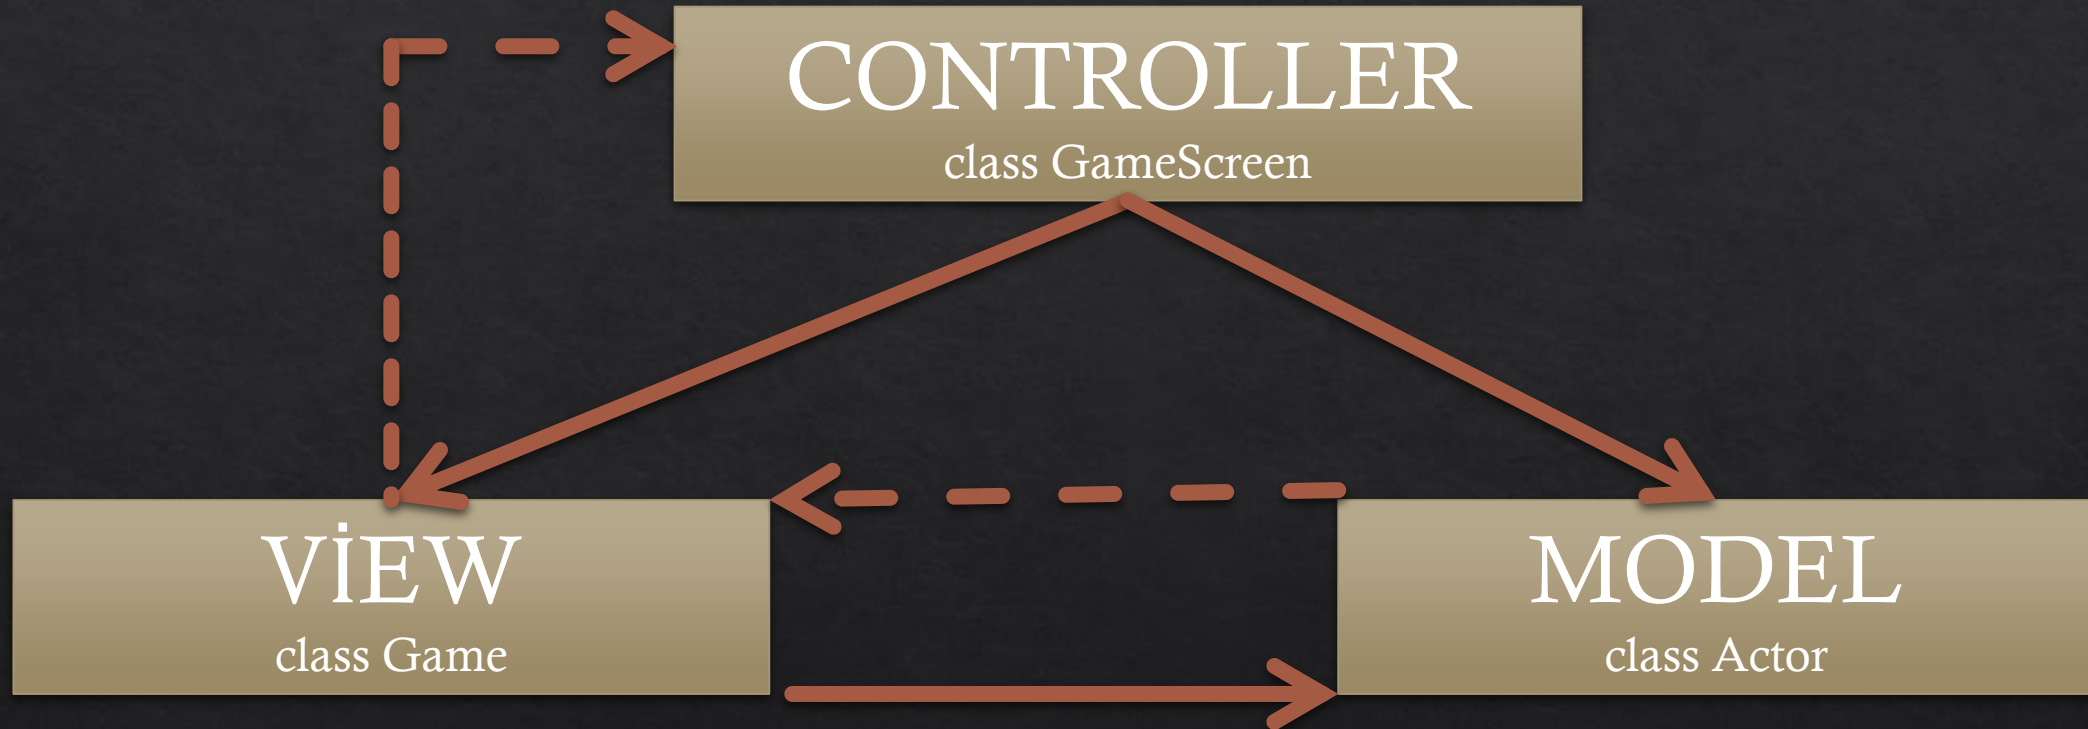 CONTROLLER
class GameScreen
VİEW
class Game
MODEL
class Actor